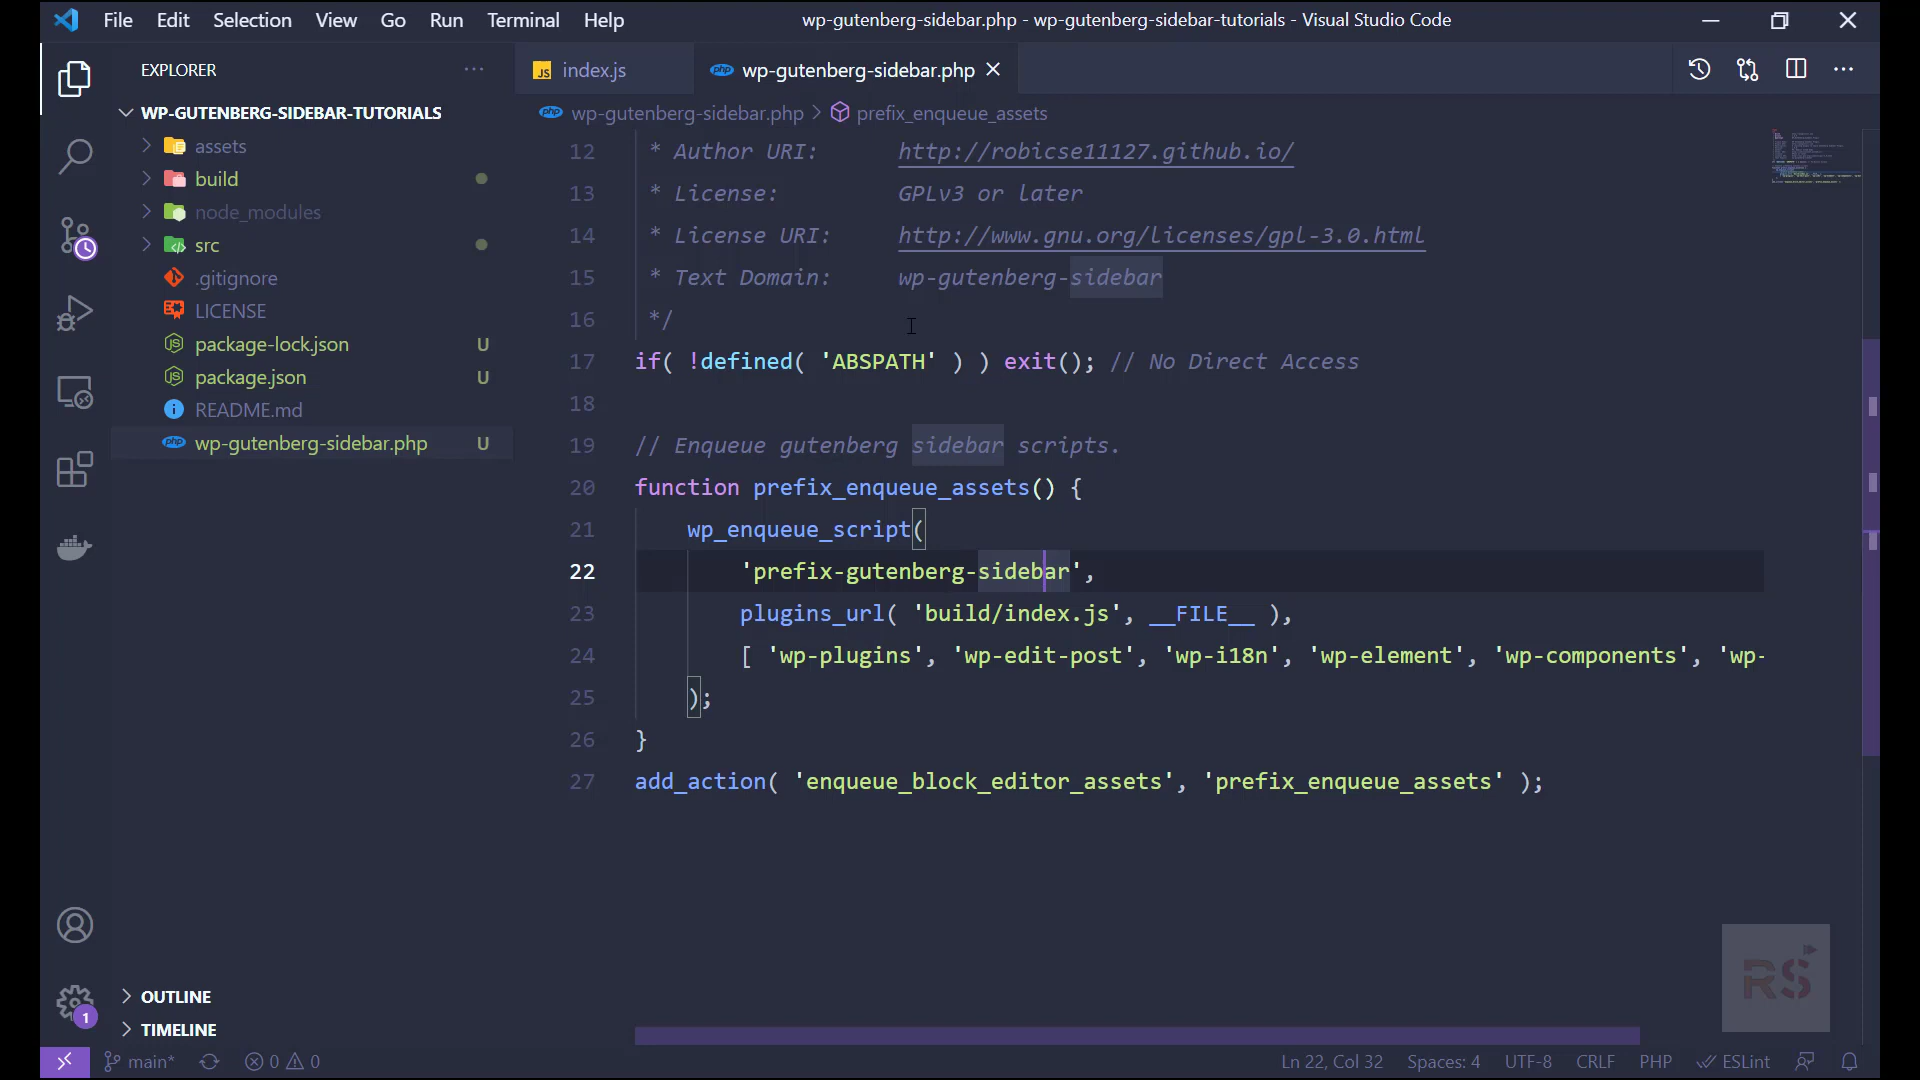 File Edit Selection View Go Run Terminal Help
wp-gutenberg-sidebar.php - wp-gutenberg-sidebar-tutorials - Visual Studio Code
EXPLORER
WP-GUTENBERG-SIDEBAR-TUTORIALS
assets
build
node_modules
src
.gitignore
LICENSE
package-lock.json U
package.json U
README.md
wp-gutenberg-sidebar.php U
OUTLINE
TIMELINE
JS index.js
php wp-gutenberg-sidebar.php
php wp-gutenberg-sidebar.php > prefix_enqueue_assets
12 * Author URI: http://robicse11127.github.io/
13 * License: GPLv3 or later
14 * License URI: http://www.gnu.org/licenses/gpl-3.0.html
15 * Text Domain: wp-gutenberg-sidebar
16 */
17 if( !defined( 'ABSPATH' ) ) exit(); // No Direct Access
18
19 // Enqueue gutenberg sidebar scripts.
20 function prefix_enqueue_assets() {
21 wp_enqueue_script(
22 'prefix-gutenberg-sidebar',
23 plugins_url( 'build/index.js', __FILE__ ),
24 [ 'wp-plugins', 'wp-edit-post', 'wp-i18n', 'wp-element', 'wp-components', 'wp-
25 );
26 }
27 add_action( 'enqueue_block_editor_assets', 'prefix_enqueue_assets' );
RS
1
main* 0 0 Ln 22, Col 32 Spaces: 4 UTF-8 CRLF PHP ESLint